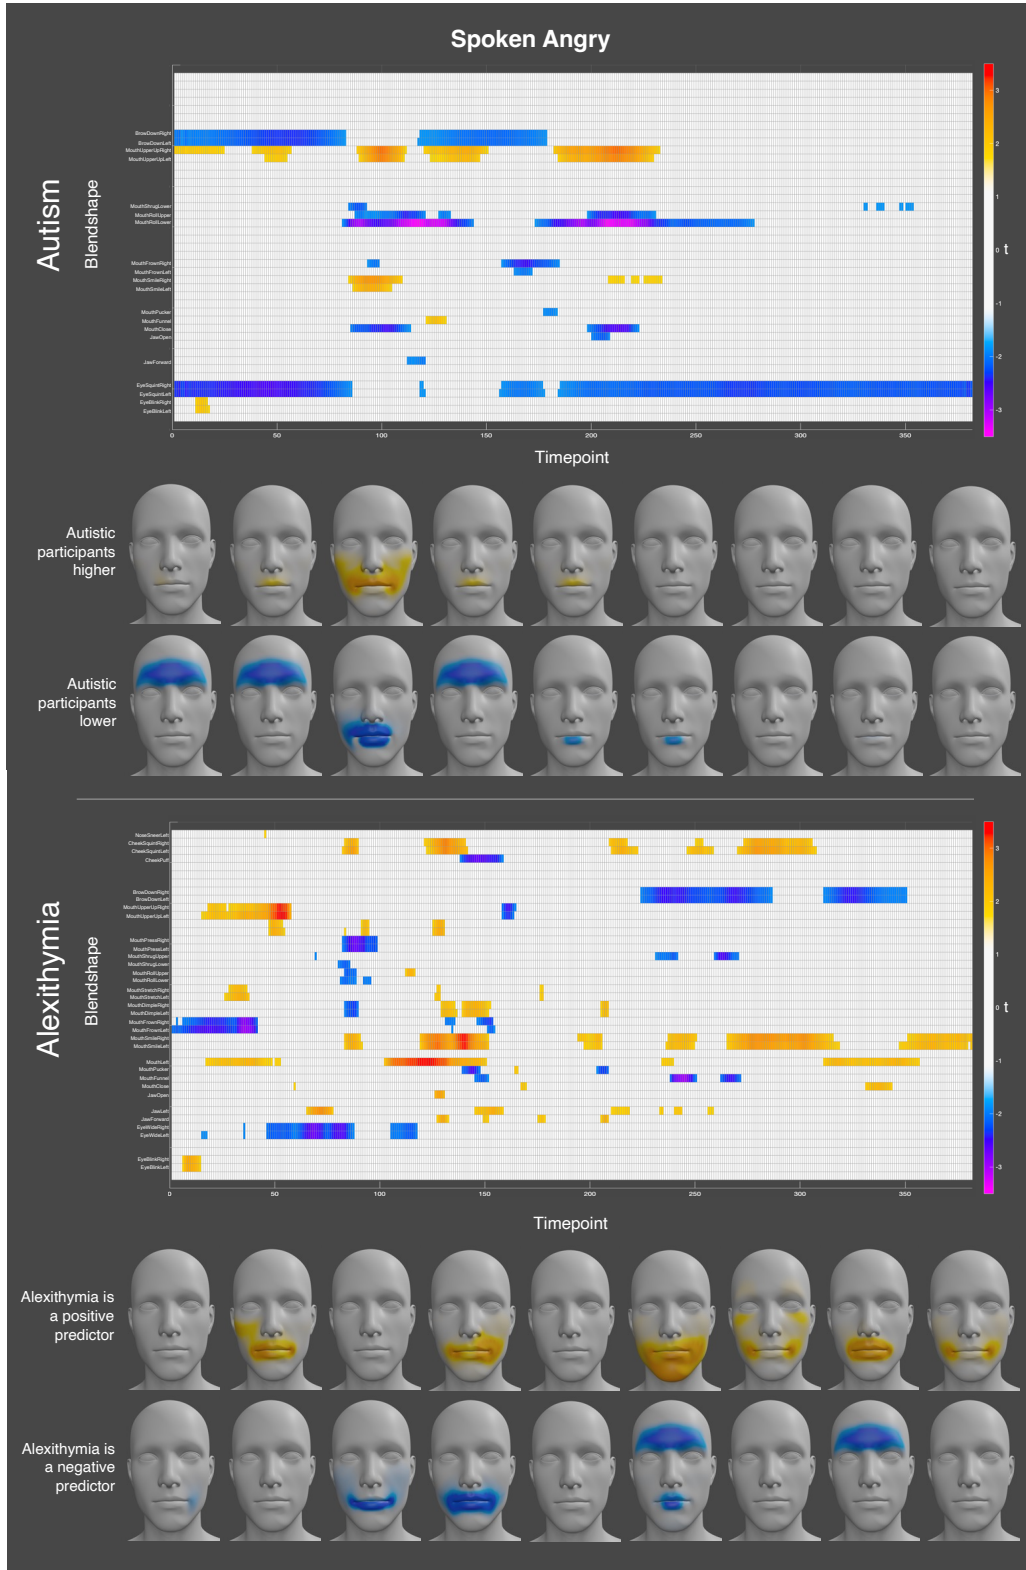 Spoken Angry
Autism
Blendshape
BrowDownRight
BrowDownLeft
MouthUpperUpRight
MouthUpperUpLeft
MouthShrugLower
MouthRollUpper
MouthRollLower
MouthFrownRight
MouthFrownLeft
MouthSmileRight
MouthSmileLeft
MouthPucker
MouthFunnel
MouthClose
JawOpen
JawForward
EyeSquintRight
EyeSquintLeft
EyeBlinkRight
EyeBlinkLeft
0 50 100 150 200 250 300 350
Timepoint
3
2
1
0 t
-1
-2
-3
Autistic
participants
higher
Autistic
participants
lower
Alexithymia
Blendshape
NoseSneerLeft
CheekSquintRight
CheekSquintLeft
CheekPuff
BrowDownRight
BrowDownLeft
MouthUpperUpRight
MouthUpperUpLeft
MouthPressRight
MouthPressLeft
MouthShrugUpper
MouthShrugLower
MouthRollUpper
MouthRollLower
MouthStretchRight
MouthStretchLeft
MouthDimpleRight
MouthDimpleLeft
MouthFrownRight
MouthFrownLeft
MouthSmileRight
MouthSmileLeft
MouthLeft
MouthPucker
MouthFunnel
MouthClose
JawOpen
JawLeft
JawForward
EyeWideRight
EyeWideLeft
EyeBlinkRight
EyeBlinkLeft
0 50 100 150 200 250 300 350
Timepoint
3
2
1
0 t
-1
-2
-3
Alexithymia is
a positive
predictor
Alexithymia is
a negative
predictor